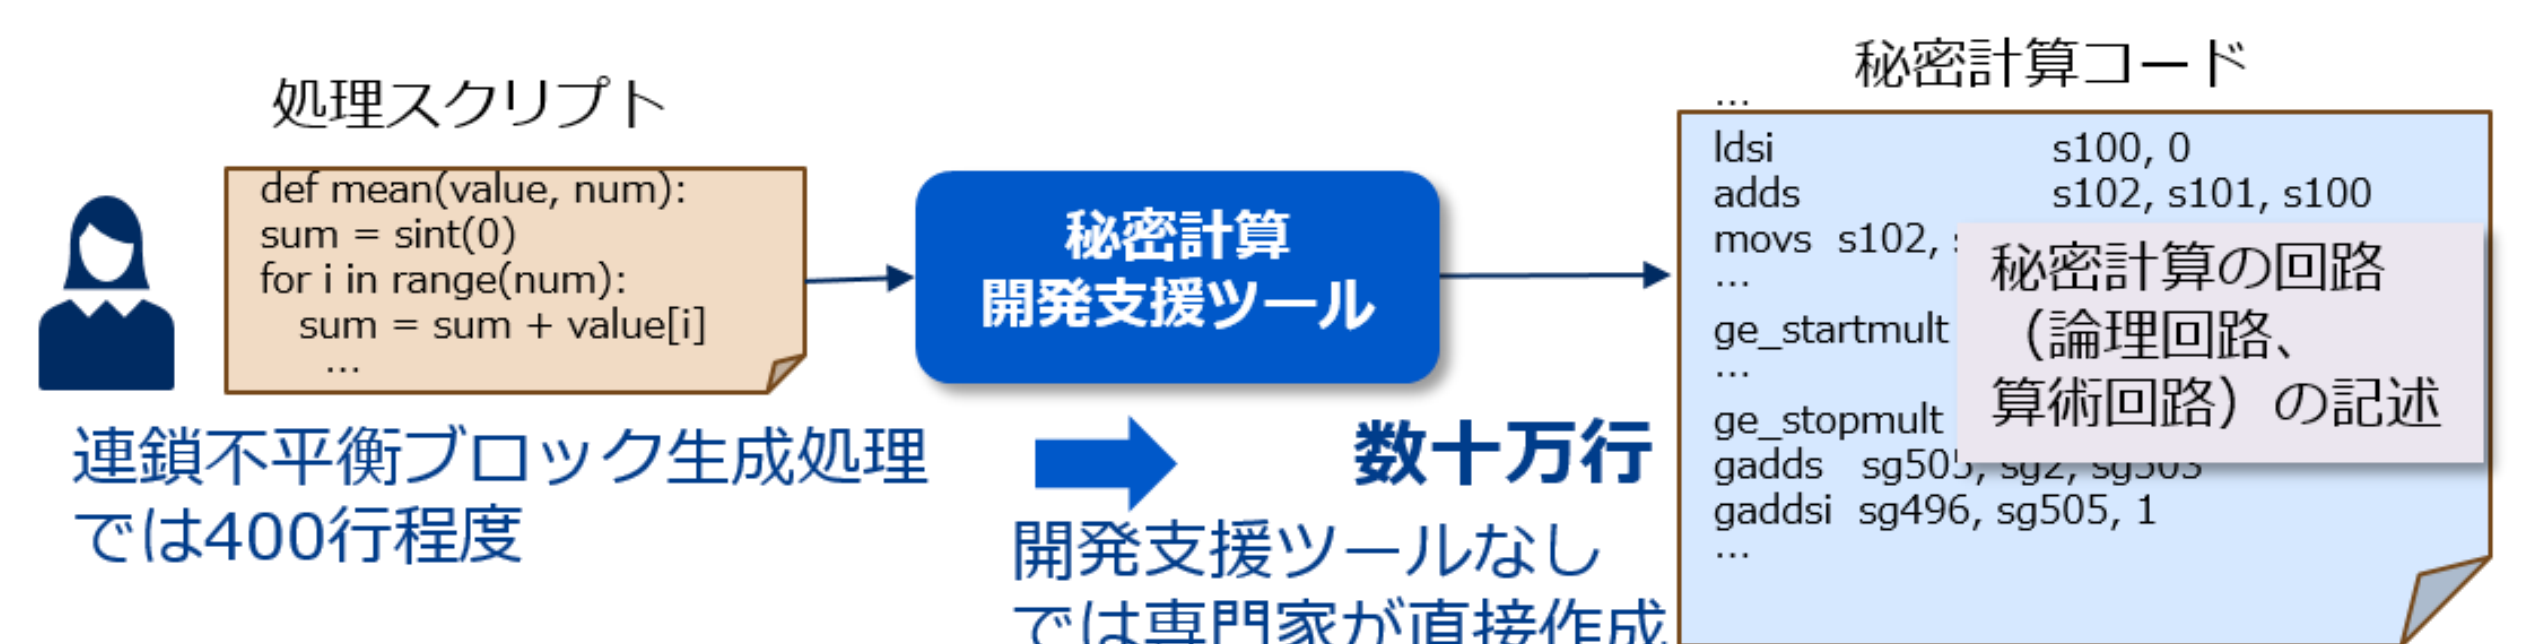 処理スクリプト
def mean(value, num):
sum = sint(0)
for i in range(num):
sum = sum + value[i]
...
連鎖不平衡ブロック生成処理
では400行程度
秘密計算
開発支援ツール
数十万行
開発支援ツールなし
では専門家が直接作成
秘密計算コード
...
ldsi s100, 0
adds s102, s101, s100
movs s102,
...
ge_startmult
...
ge_stopmult
gadds sg505, sg2, sg503
gaddsi sg496, sg505, 1
...
秘密計算の回路
（論理回路、
算術回路）の記述